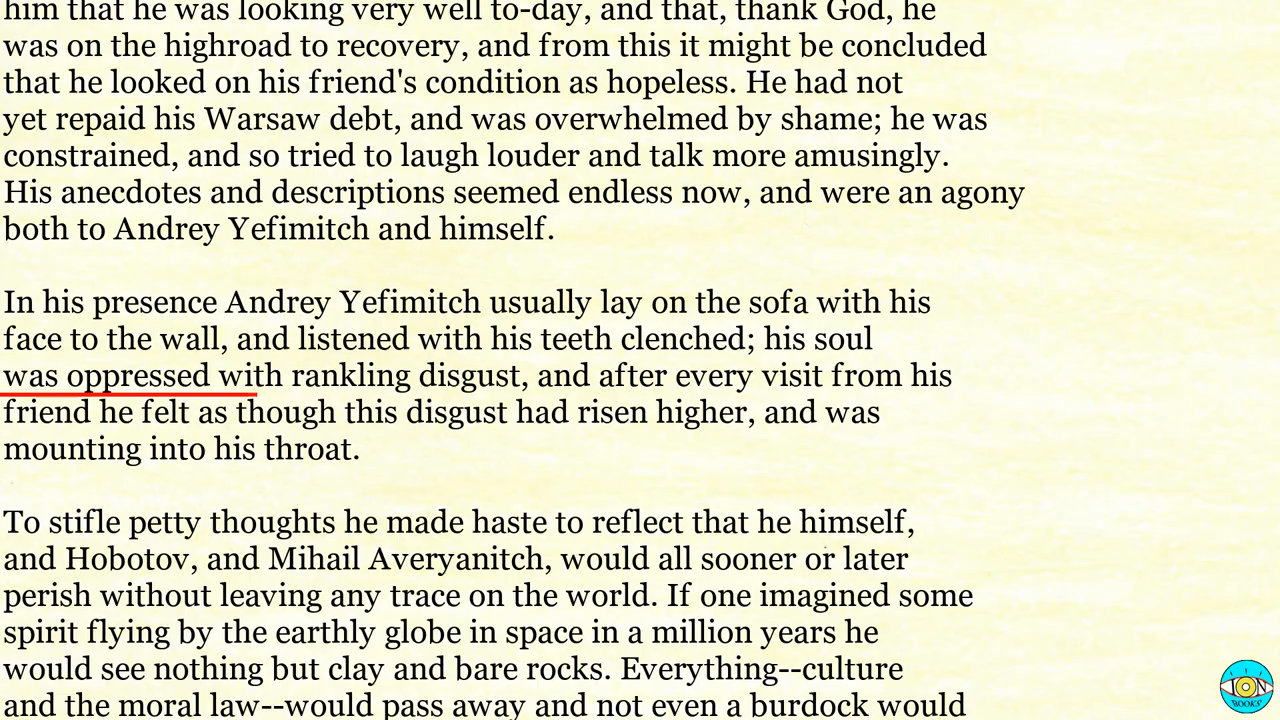 him that he was looking very well to-day, and that, thank God, he
was on the highroad to recovery, and from this it might be concluded
that he looked on his friend's condition as hopeless. He had not
yet repaid his Warsaw debt, and was overwhelmed by shame; he was
constrained, and so tried to laugh louder and talk more amusingly.
His anecdotes and descriptions seemed endless now, and were an agony
both to Andrey Yefimitch and himself.
In his presence Andrey Yefimitch usually lay on the sofa with his
face to the wall, and listened with his teeth clenched; his soul
was oppressed with rankling disgust, and after every visit from his
friend he felt as though this disgust had risen higher, and was
mounting into his throat.
To stifle petty thoughts he made haste to reflect that he himself,
and Hobotov, and Mihail Averyanitch, would all sooner or later
perish without leaving any trace on the world. If one imagined some
spirit flying by the earthly globe in space in a million years he
would see nothing but clay and bare rocks. Everything--culture
and the moral law--would pass away and not even a burdock would
ION
BOOKS